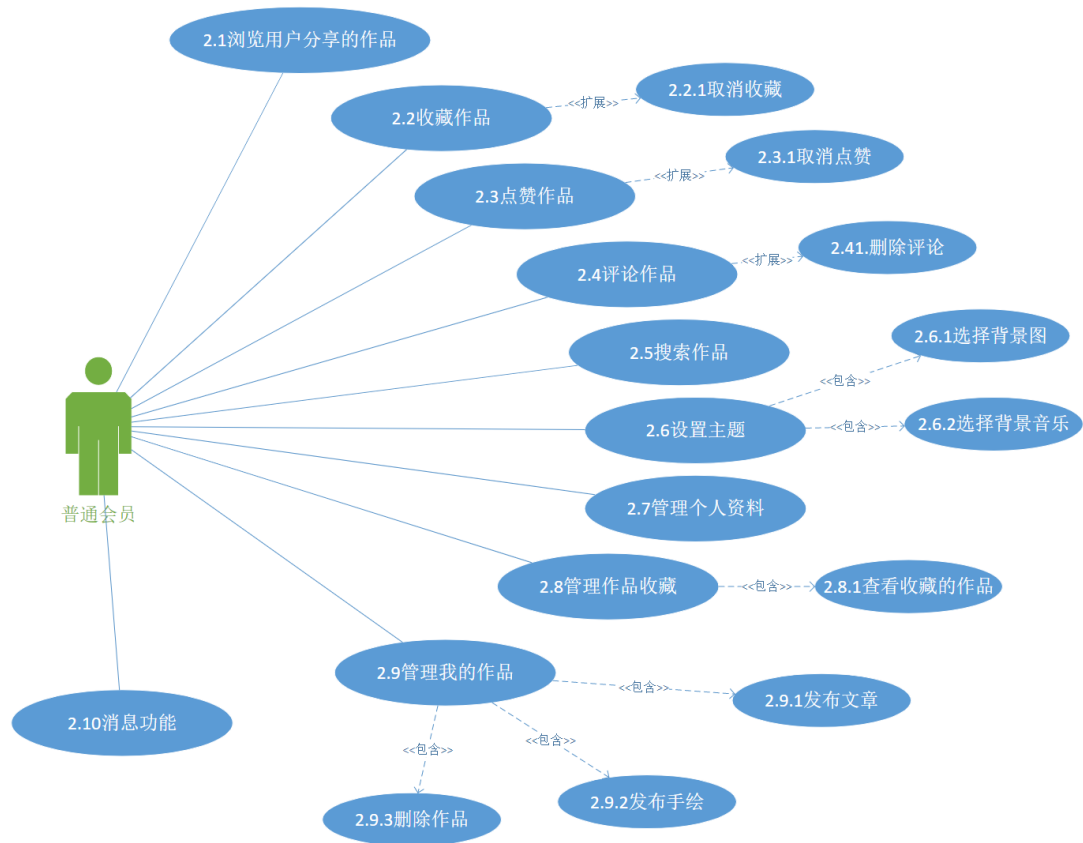 2.1浏览用户分享的作品
2.2收藏作品
<<扩展>>
2.2.1取消收藏
2.3点赞作品
<<扩展>>
2.3.1取消点赞
2.4评论作品
<<扩展>>
2.41.删除评论
2.5搜索作品
2.6设置主题
<<包含>>
2.6.1选择背景图
<<包含>>
2.6.2选择背景音乐
普通会员
2.7管理个人资料
2.8管理作品收藏
<<包含>>
2.8.1查看收藏的作品
2.9管理我的作品
<<包含>>
2.9.1发布文章
<<包含>>
2.9.2发布手绘
<<包含>>
2.9.3删除作品
2.10消息功能